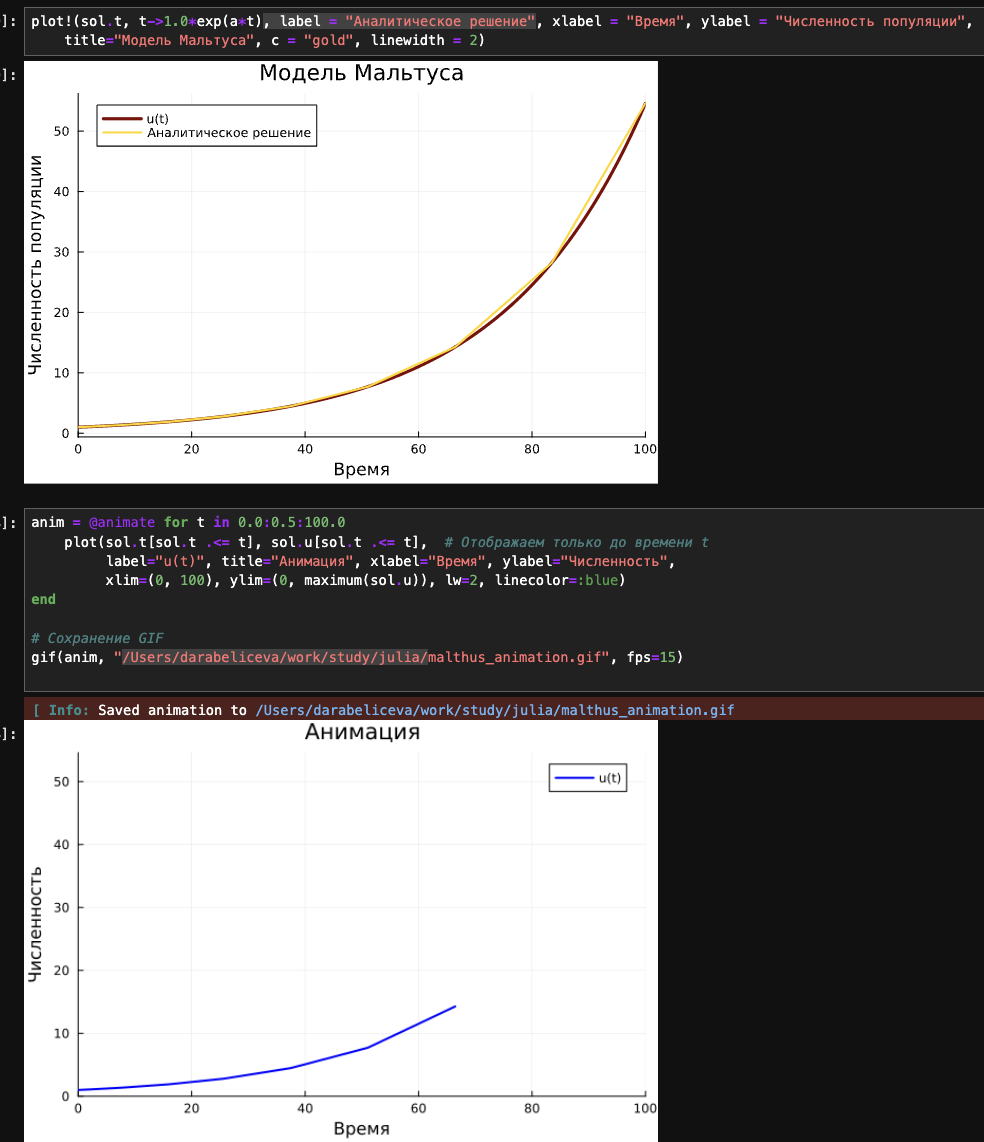 ]: plot!(sol.t, t->1.0*exp(a*t), label = "Аналитическое решение", xlabel = "Время", ylabel = "Численность популяции",
title="Модель Мальтуса", c = "gold", linewidth = 2)
]:
Модель Мальтуса
u(t)
Аналитическое решение
50
40
30
20
10
0
Численность популяции
0 20 40 60 80 100
Время
]: anim = @animate for t in 0.0:0.5:100.0
plot(sol.t[sol.t .<= t], sol.u[sol.t .<= t], # Отображаем только до времени t
label="u(t)", title="Анимация", xlabel="Время", ylabel="Численность",
xlim=(0, 100), ylim=(0, maximum(sol.u)), lw=2, linecolor=:blue)
end
# Сохранение GIF
gif(anim, "/Users/darabeliceva/work/study/julia/malthus_animation.gif", fps=15)
[ Info: Saved animation to /Users/darabeliceva/work/study/julia/malthus_animation.gif
]:
Анимация
u(t)
50
40
30
20
10
0
Численность
0 20 40 60 80 100
Время